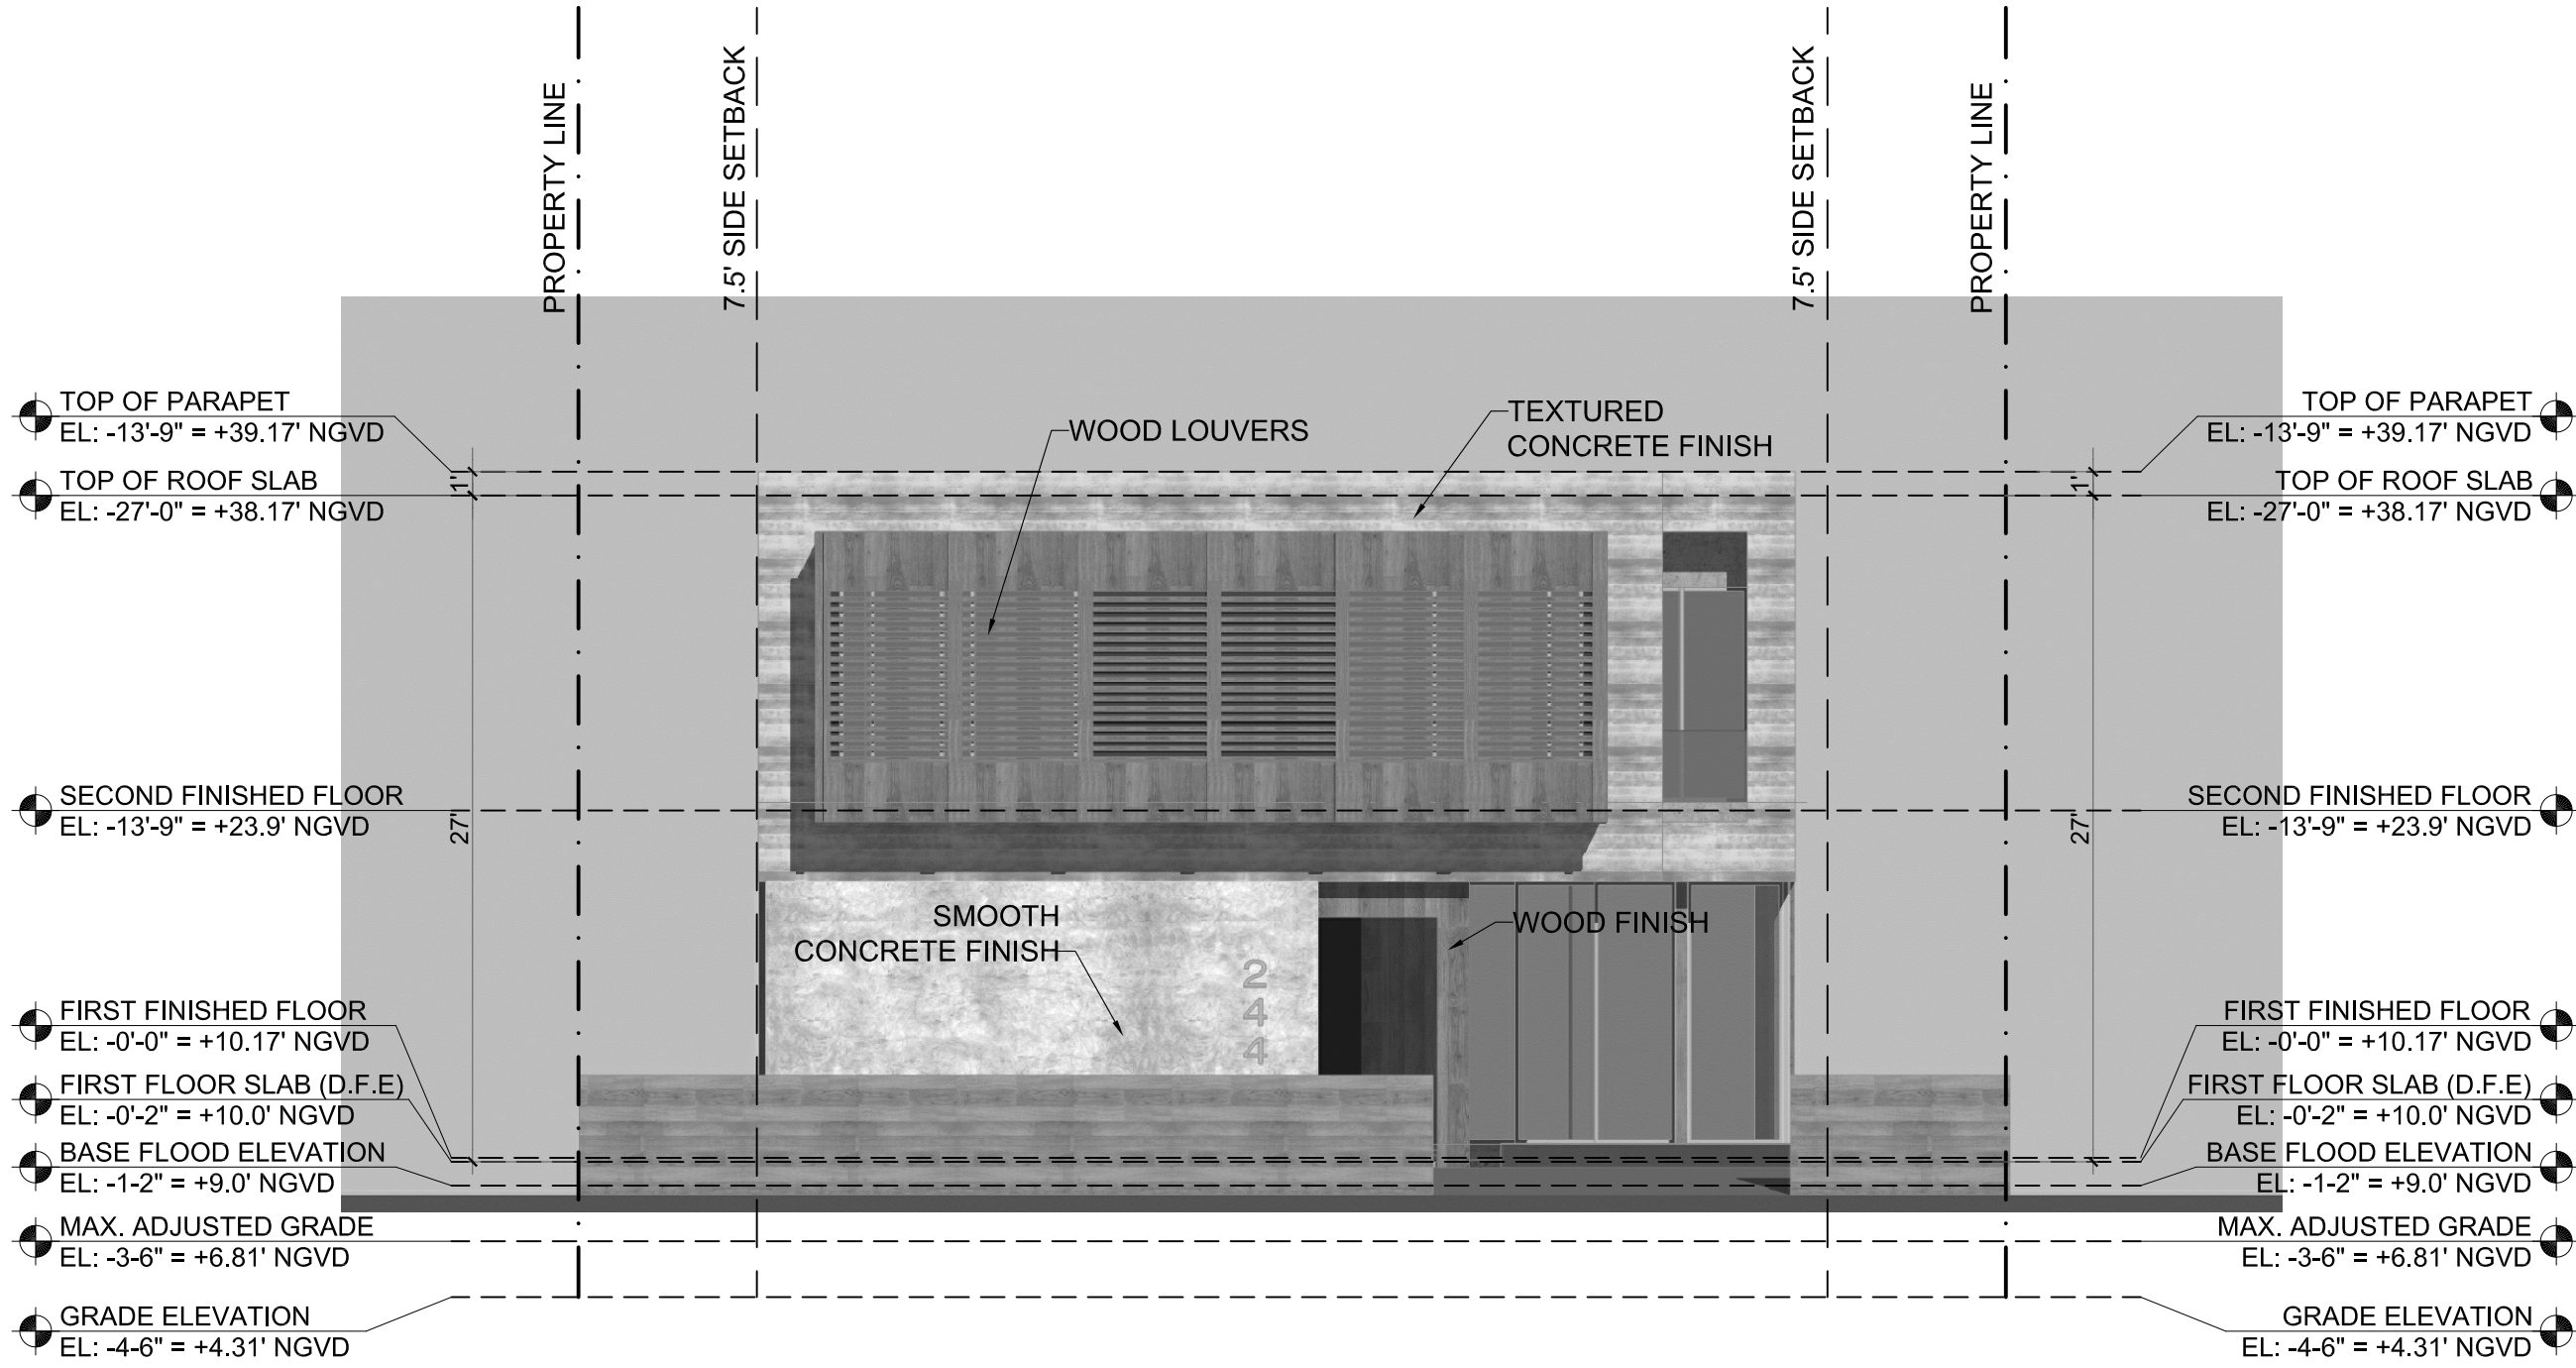 PROPERTY LINE
7.5' SIDE SETBACK
7.5' SIDE SETBACK
PROPERTY LINE
TOP OF PARAPET
EL: -13'-9" = +39.17' NGVD
TOP OF ROOF SLAB
EL: -27'-0" = +38.17' NGVD
SECOND FINISHED FLOOR
EL: -13'-9" = +23.9' NGVD
FIRST FINISHED FLOOR
EL: -0'-0" = +10.17' NGVD
FIRST FLOOR SLAB (D.F.E)
EL: -0'-2" = +10.0' NGVD
BASE FLOOD ELEVATION
EL: -1-2" = +9.0' NGVD
MAX. ADJUSTED GRADE
EL: -3-6" = +6.81' NGVD
GRADE ELEVATION
EL: -4-6" = +4.31' NGVD
1'
27'
WOOD LOUVERS
TEXTURED
CONCRETE FINISH
SMOOTH
CONCRETE FINISH
2
4
4
WOOD FINISH
1'
27'
TOP OF PARAPET
EL: -13'-9" = +39.17' NGVD
TOP OF ROOF SLAB
EL: -27'-0" = +38.17' NGVD
SECOND FINISHED FLOOR
EL: -13'-9" = +23.9' NGVD
FIRST FINISHED FLOOR
EL: -0'-0" = +10.17' NGVD
FIRST FLOOR SLAB (D.F.E)
EL: -0'-2" = +10.0' NGVD
BASE FLOOD ELEVATION
EL: -1-2" = +9.0' NGVD
MAX. ADJUSTED GRADE
EL: -3-6" = +6.81' NGVD
GRADE ELEVATION
EL: -4-6" = +4.31' NGVD